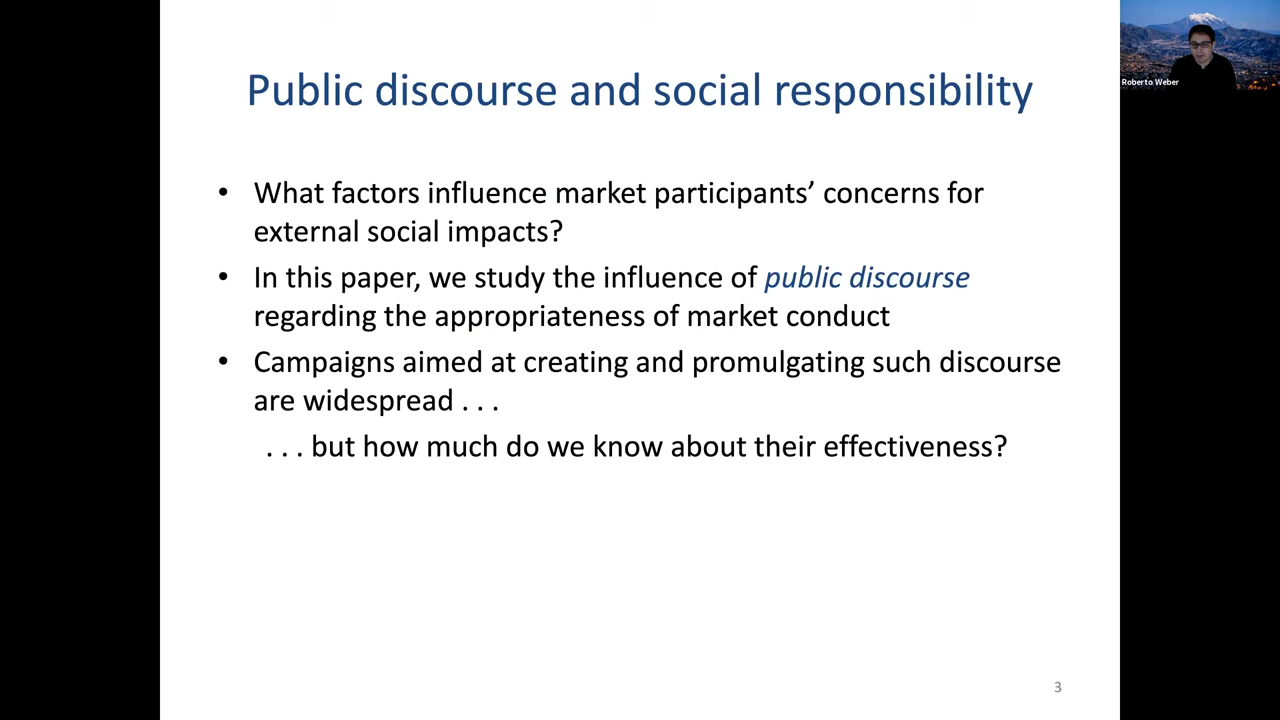 Public discourse and social responsibility
• What factors influence market participants’ concerns for
external social impacts?
• In this paper, we study the influence of public discourse
regarding the appropriateness of market conduct
• Campaigns aimed at creating and promulgating such discourse
are widespread . . .
. . . but how much do we know about their effectiveness?
3
Roberto Weber